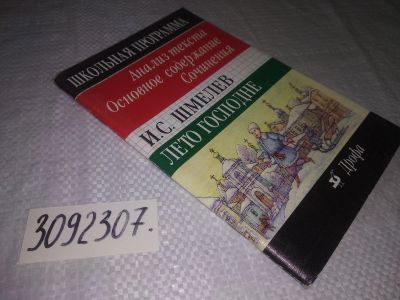 ШКОЛЬНАЯ ПРОГРАММА
Анализ текста
Основное содержание
Сочинения
И.С. ШМЕЛЕВ
ЛЕТО ГОСПОДНЕ
Дрофа
3092307.